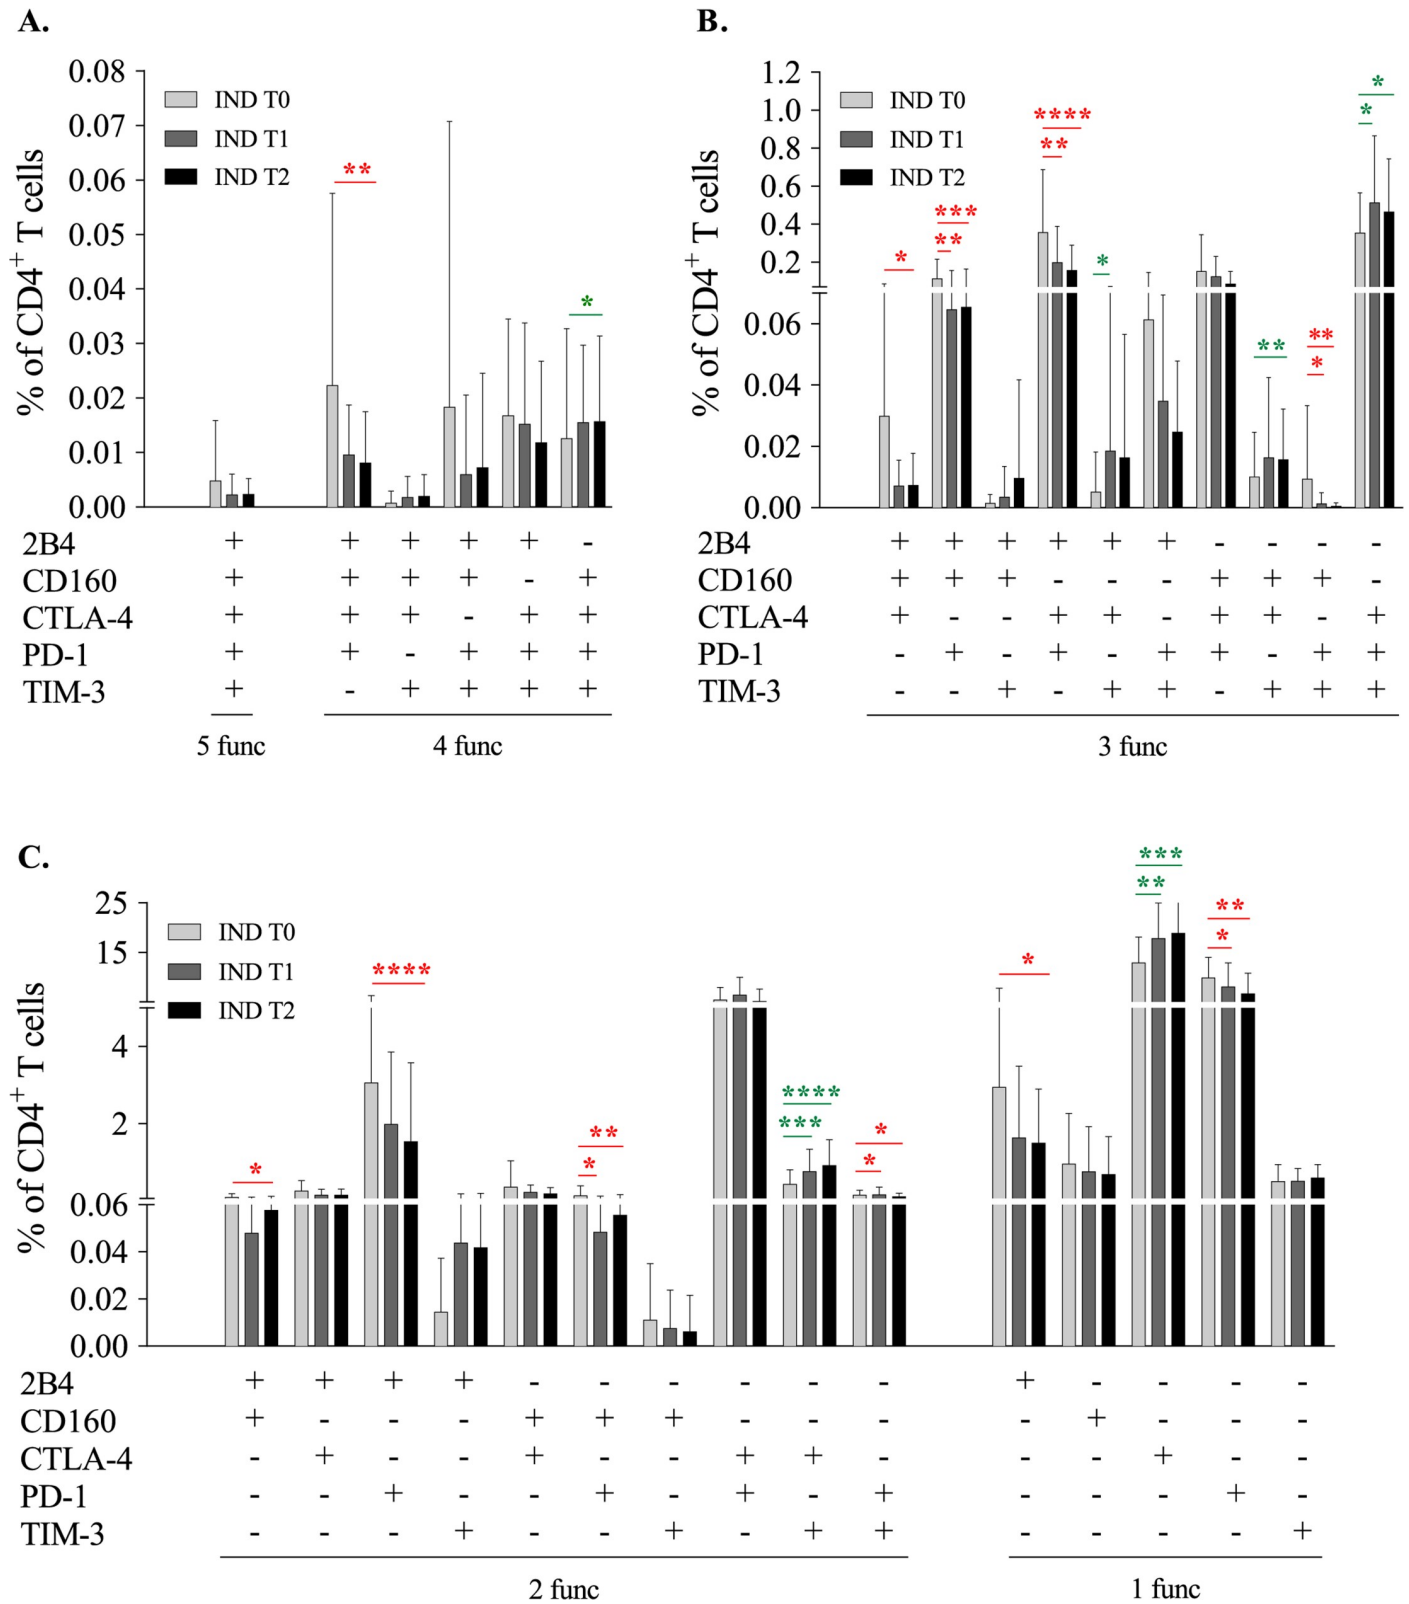 A.
0.08
0.07
0.06
0.05
0.04
0.03
0.02
0.01
0.00
% of CD4+ T cells
IND T0
IND T1
IND T2
**
*
2B4 + + + + + -
CD160 + + + + - +
CTLA-4 + + + - + +
PD-1 + + - + + +
TIM-3 + - + + + +
5 func 4 func
B.
1.2
1.0
0.8
0.6
0.4
0.2
0.06
0.04
0.02
0.00
% of CD4+ T cells
IND T0
IND T1
IND T2
*
***
**
****
**
*
**
**
*
*
*
2B4 + + + + + + - - - -
CD160 + + + - - - + + + -
CTLA-4 + - - + + - + + - +
PD-1 - + - + - + + - + +
TIM-3 - - + - + + - + + +
3 func
C.
25
15
4
2
0.06
0.04
0.02
0.00
% of CD4+ T cells
IND T0
IND T1
IND T2
*
****
**
*
****
***
*
*
*
***
**
**
*
2B4 + + + + - - - - - - + - - - -
CD160 + - - - + + + - - - - + - - -
CTLA-4 - + - - + - - + + - - - + - -
PD-1 - - + - - + - + - + - - - + -
TIM-3 - - - + - - + - + + - - - - +
2 func 1 func